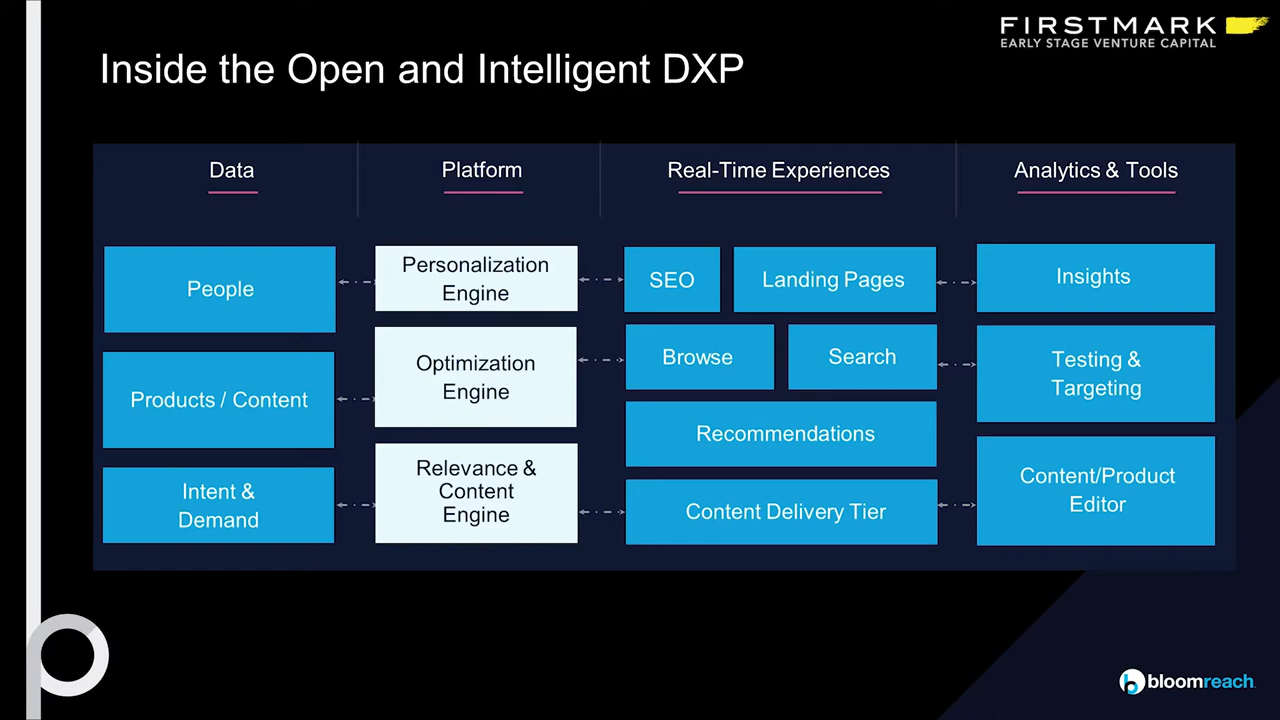 FIRSTMARK
EARLY STAGE VENTURE CAPITAL
Inside the Open and Intelligent DXP
Data
Platform
Real-Time Experiences
Analytics & Tools
People
Products / Content
Intent &
Demand
Personalization
Engine
Optimization
Engine
Relevance &
Content
Engine
SEO
Landing Pages
Browse
Search
Recommendations
Content Delivery Tier
Insights
Testing &
Targeting
Content/Product
Editor
bloomreach